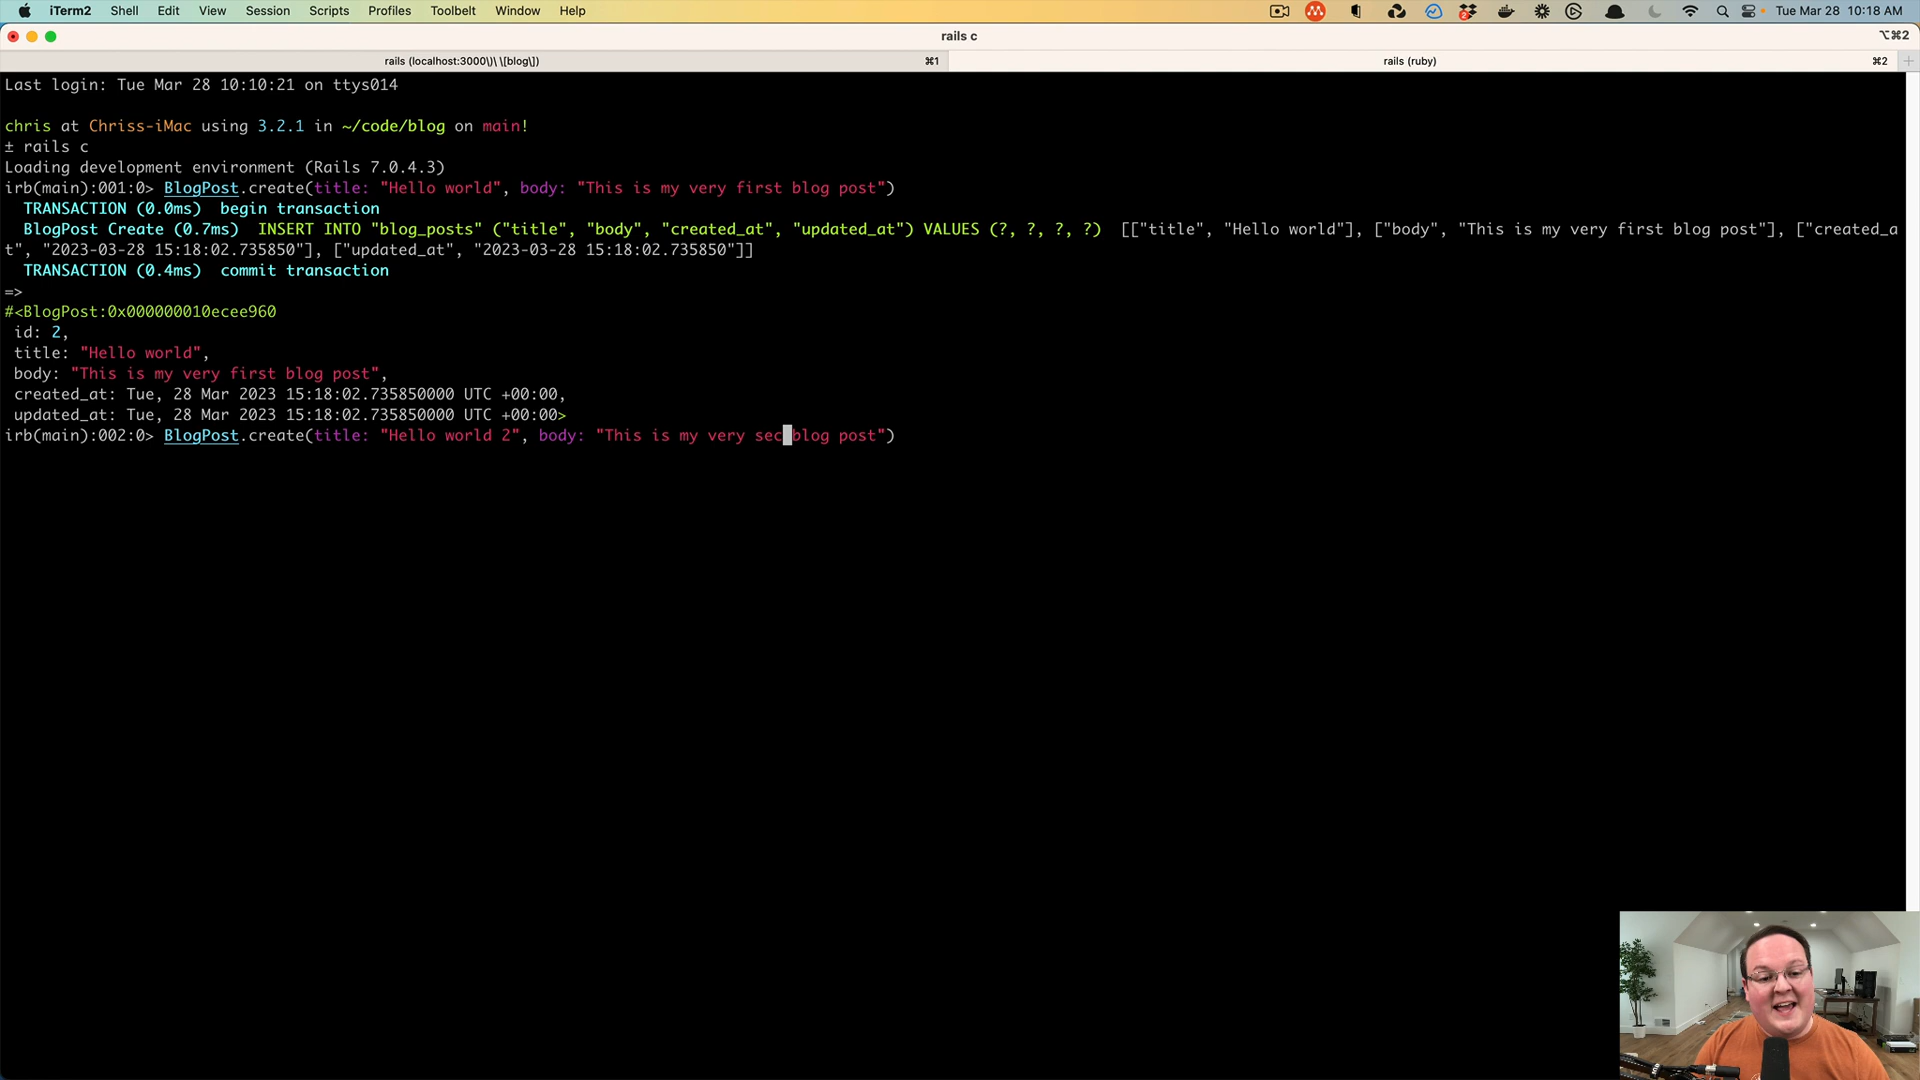 iTerm2 Shell Edit View Session Scripts Profiles Toolbelt Window Help Tue Mar 28 10:18 AM
rails c ⌥⌘2
rails (localhost:3000\)\ \[blog\]) ⌘1 rails (ruby) ⌘2
Last login: Tue Mar 28 10:10:21 on ttys014
chris at Chriss-iMac using 3.2.1 in ~/code/blog on main!
± rails c
Loading development environment (Rails 7.0.4.3)
irb(main):001:0> BlogPost.create(title: "Hello world", body: "This is my very first blog post")
TRANSACTION (0.0ms)  begin transaction
BlogPost Create (0.7ms)  INSERT INTO "blog_posts" ("title", "body", "created_at", "updated_at") VALUES (?, ?, ?, ?)  [["title", "Hello world"], ["body", "This is my very first blog post"], ["created_a
t", "2023-03-28 15:18:02.735850"], ["updated_at", "2023-03-28 15:18:02.735850"]]
TRANSACTION (0.4ms)  commit transaction
=>
#<BlogPost:0x000000010ecee960
id: 2,
title: "Hello world",
body: "This is my very first blog post",
created_at: Tue, 28 Mar 2023 15:18:02.735850000 UTC +00:00,
updated_at: Tue, 28 Mar 2023 15:18:02.735850000 UTC +00:00>
irb(main):002:0> BlogPost.create(title: "Hello world 2", body: "This is my very sec blog post")